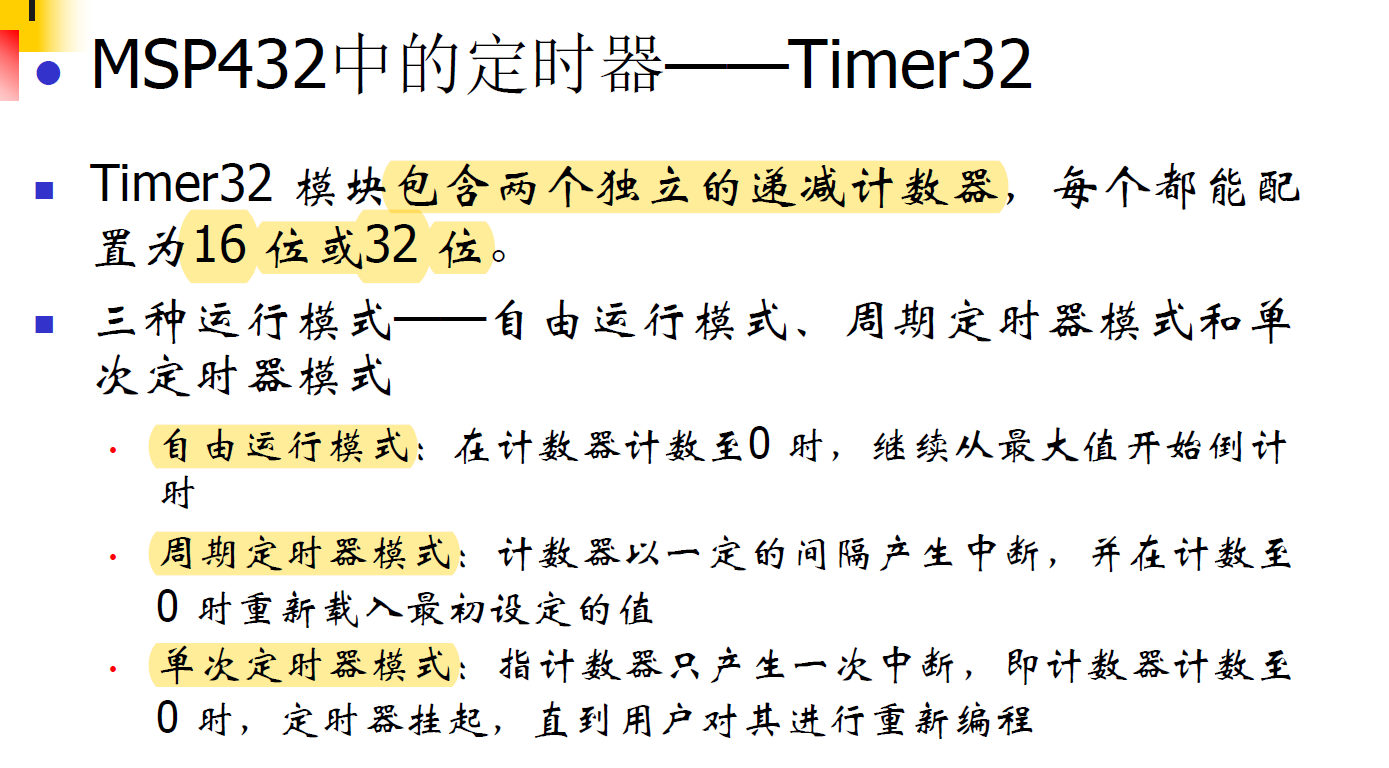 MSP432中的定时器——Timer32
Timer32 模块包含两个独立的递减计数器，每个都能配
置为16 位或32 位。
三种运行模式——自由运行模式、周期定时器模式和单
次定时器模式
自由运行模式：在计数器计数至0 时，继续从最大值开始倒计
时
周期定时器模式：计数器以一定的间隔产生中断，并在计数至
0 时重新载入最初设定的值
单次定时器模式：指计数器只产生一次中断，即计数器计数至
0 时，定时器挂起，直到用户对其进行重新编程